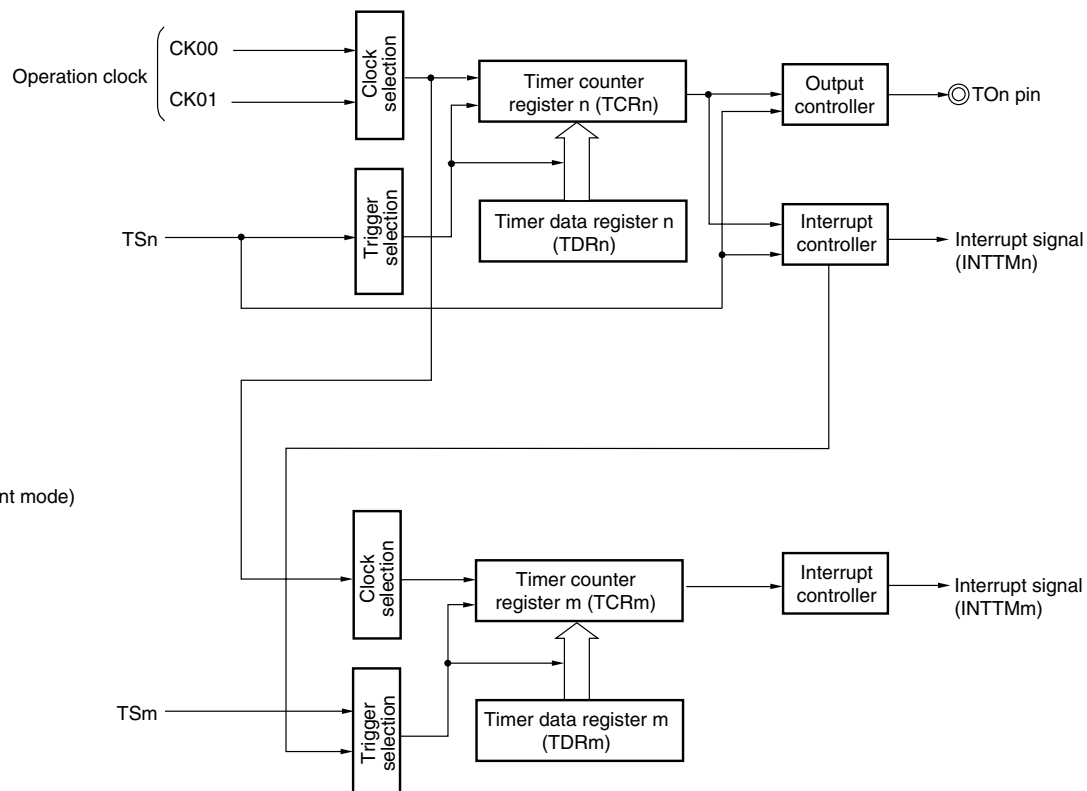 Operation clock
CK00
CK01
Clock
selection
Timer counter
register n (TCRn)
Output
controller
TOn pin
TSn
Trigger
selection
Timer data register n
(TDRn)
Interrupt
controller
Interrupt signal
(INTTMn)
nt mode)
Clock
selection
Timer counter
register m (TCRm)
Interrupt
controller
Interrupt signal
(INTTMm)
TSm
Trigger
selection
Timer data register m
(TDRm)